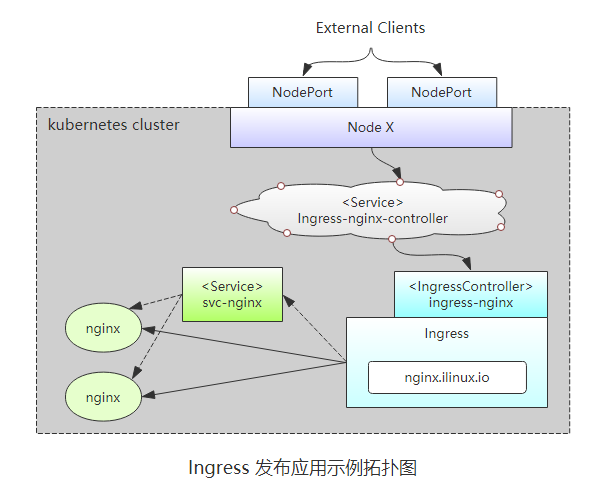 External Clients
NodePort
NodePort
kubernetes cluster
Node X
<Service>
Ingress-nginx-controller
<Service>
svc-nginx
<IngressController>
ingress-nginx
nginx
Ingress
nginx.ilinux.io
nginx
Ingress 发布应用示例拓扑图